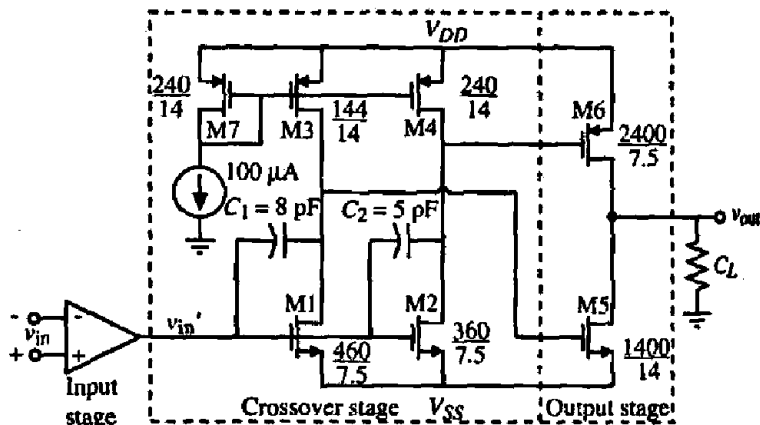 V_DD
240/14
M7
M3
144/14
M4
240/14
M6
2400/7.5
100 μA
C₁ = 8 pF
C₂ = 5 pF
v_out
C_L
- v_in +
- +
v_in'
M1
460/7.5
M2
360/7.5
M5
1400/14
Input stage
Crossover stage
V_SS
Output stage